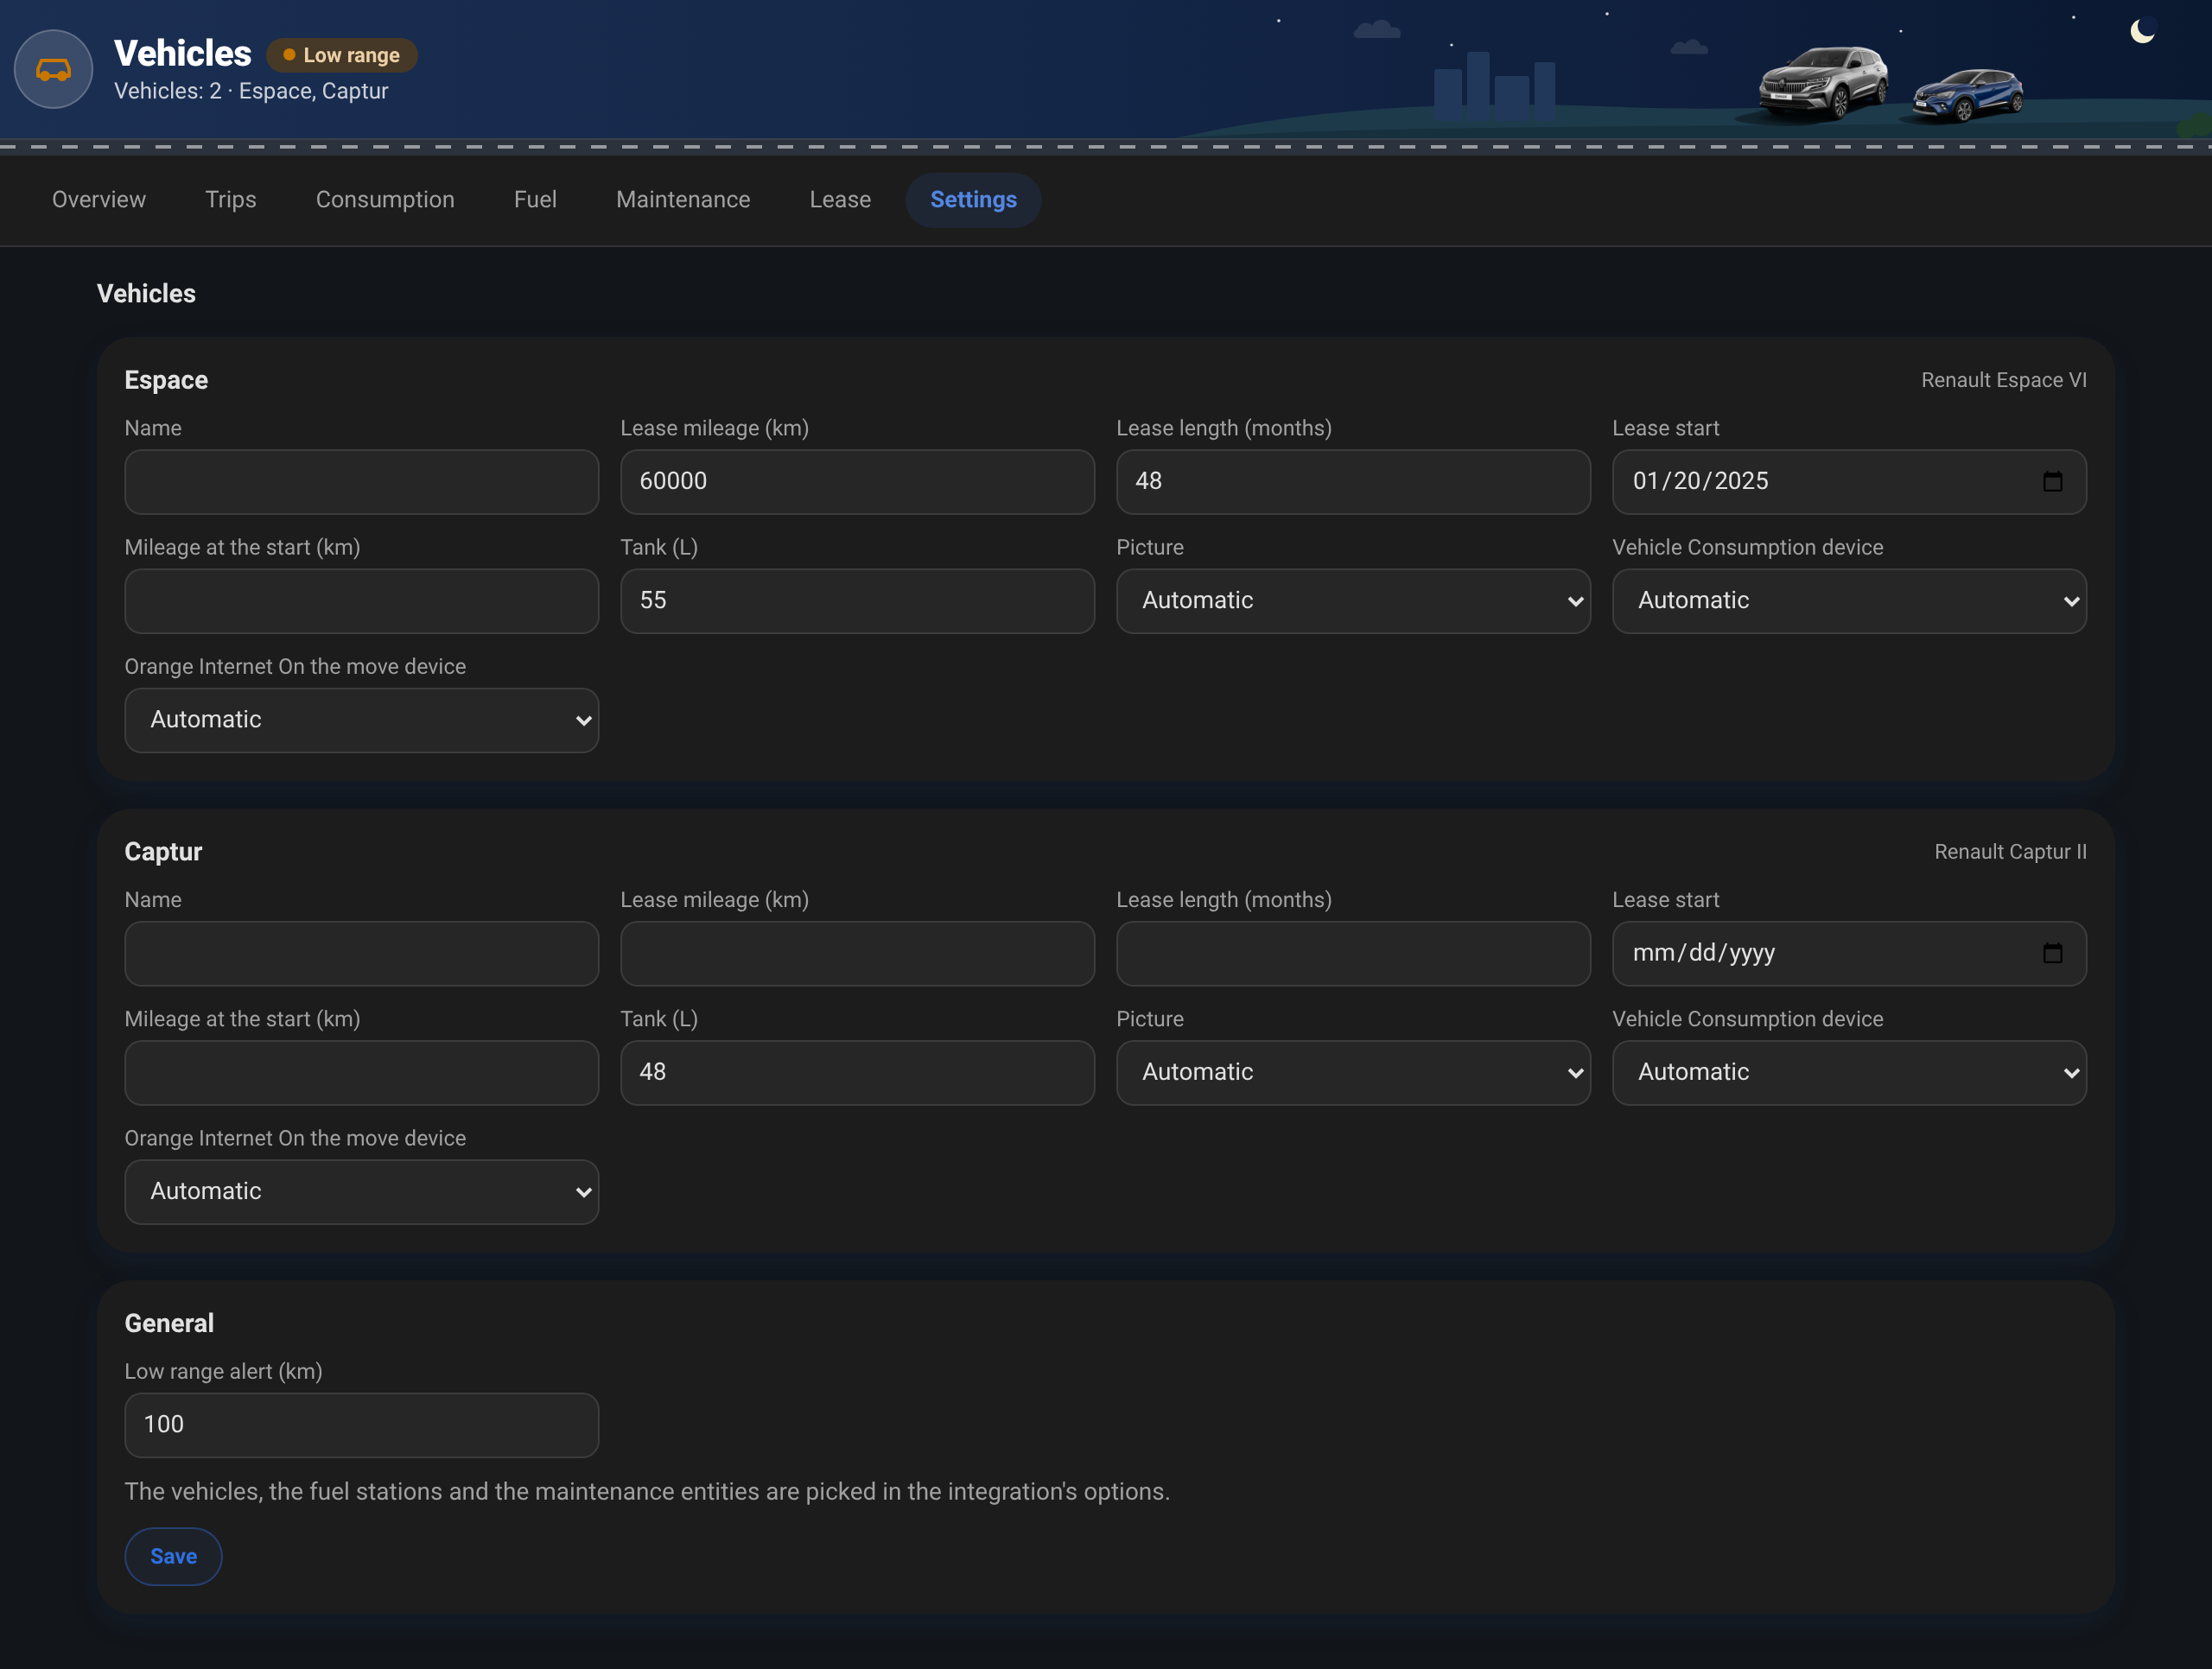 Vehicles
Low range
Vehicles: 2 · Espace, Captur
Overview
Trips
Consumption
Fuel
Maintenance
Lease
Settings
Vehicles
Espace
Renault Espace VI
Name
Lease mileage (km)
Lease length (months)
Lease start
60000
48
01/20/2025
Mileage at the start (km)
Tank (L)
Picture
Vehicle Consumption device
55
Automatic
Automatic
Orange Internet On the move device
Automatic
Captur
Renault Captur II
Name
Lease mileage (km)
Lease length (months)
Lease start
mm/dd/yyyy
Mileage at the start (km)
Tank (L)
Picture
Vehicle Consumption device
48
Automatic
Automatic
Orange Internet On the move device
Automatic
General
Low range alert (km)
100
The vehicles, the fuel stations and the maintenance entities are picked in the integration's options.
Save